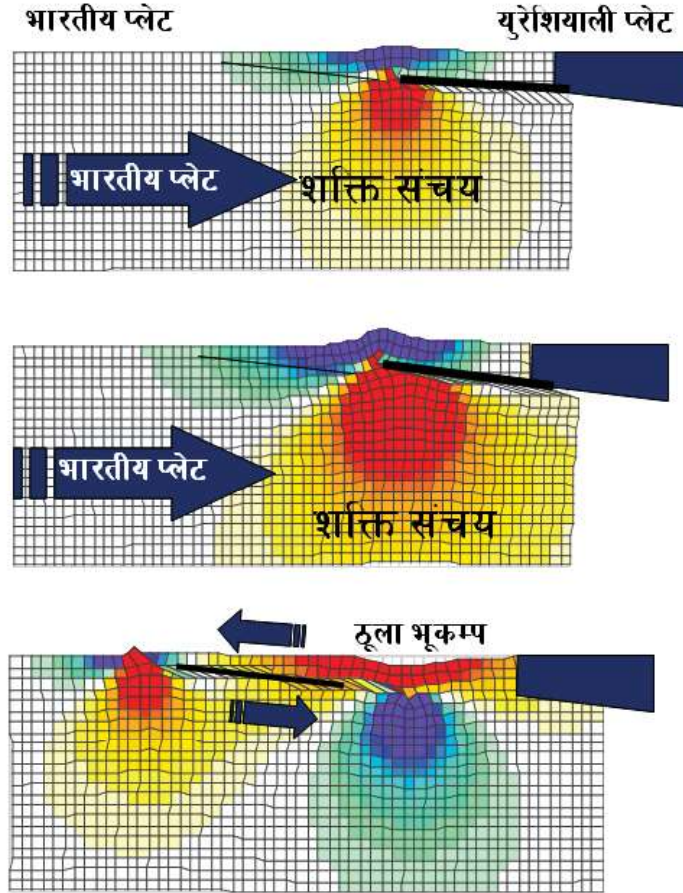 भारतीय प्लेट
युरेशियाली प्लेट
भारतीय प्लेट
शक्ति संचय
भारतीय प्लेट
शक्ति संचय
ठूला भूकम्प